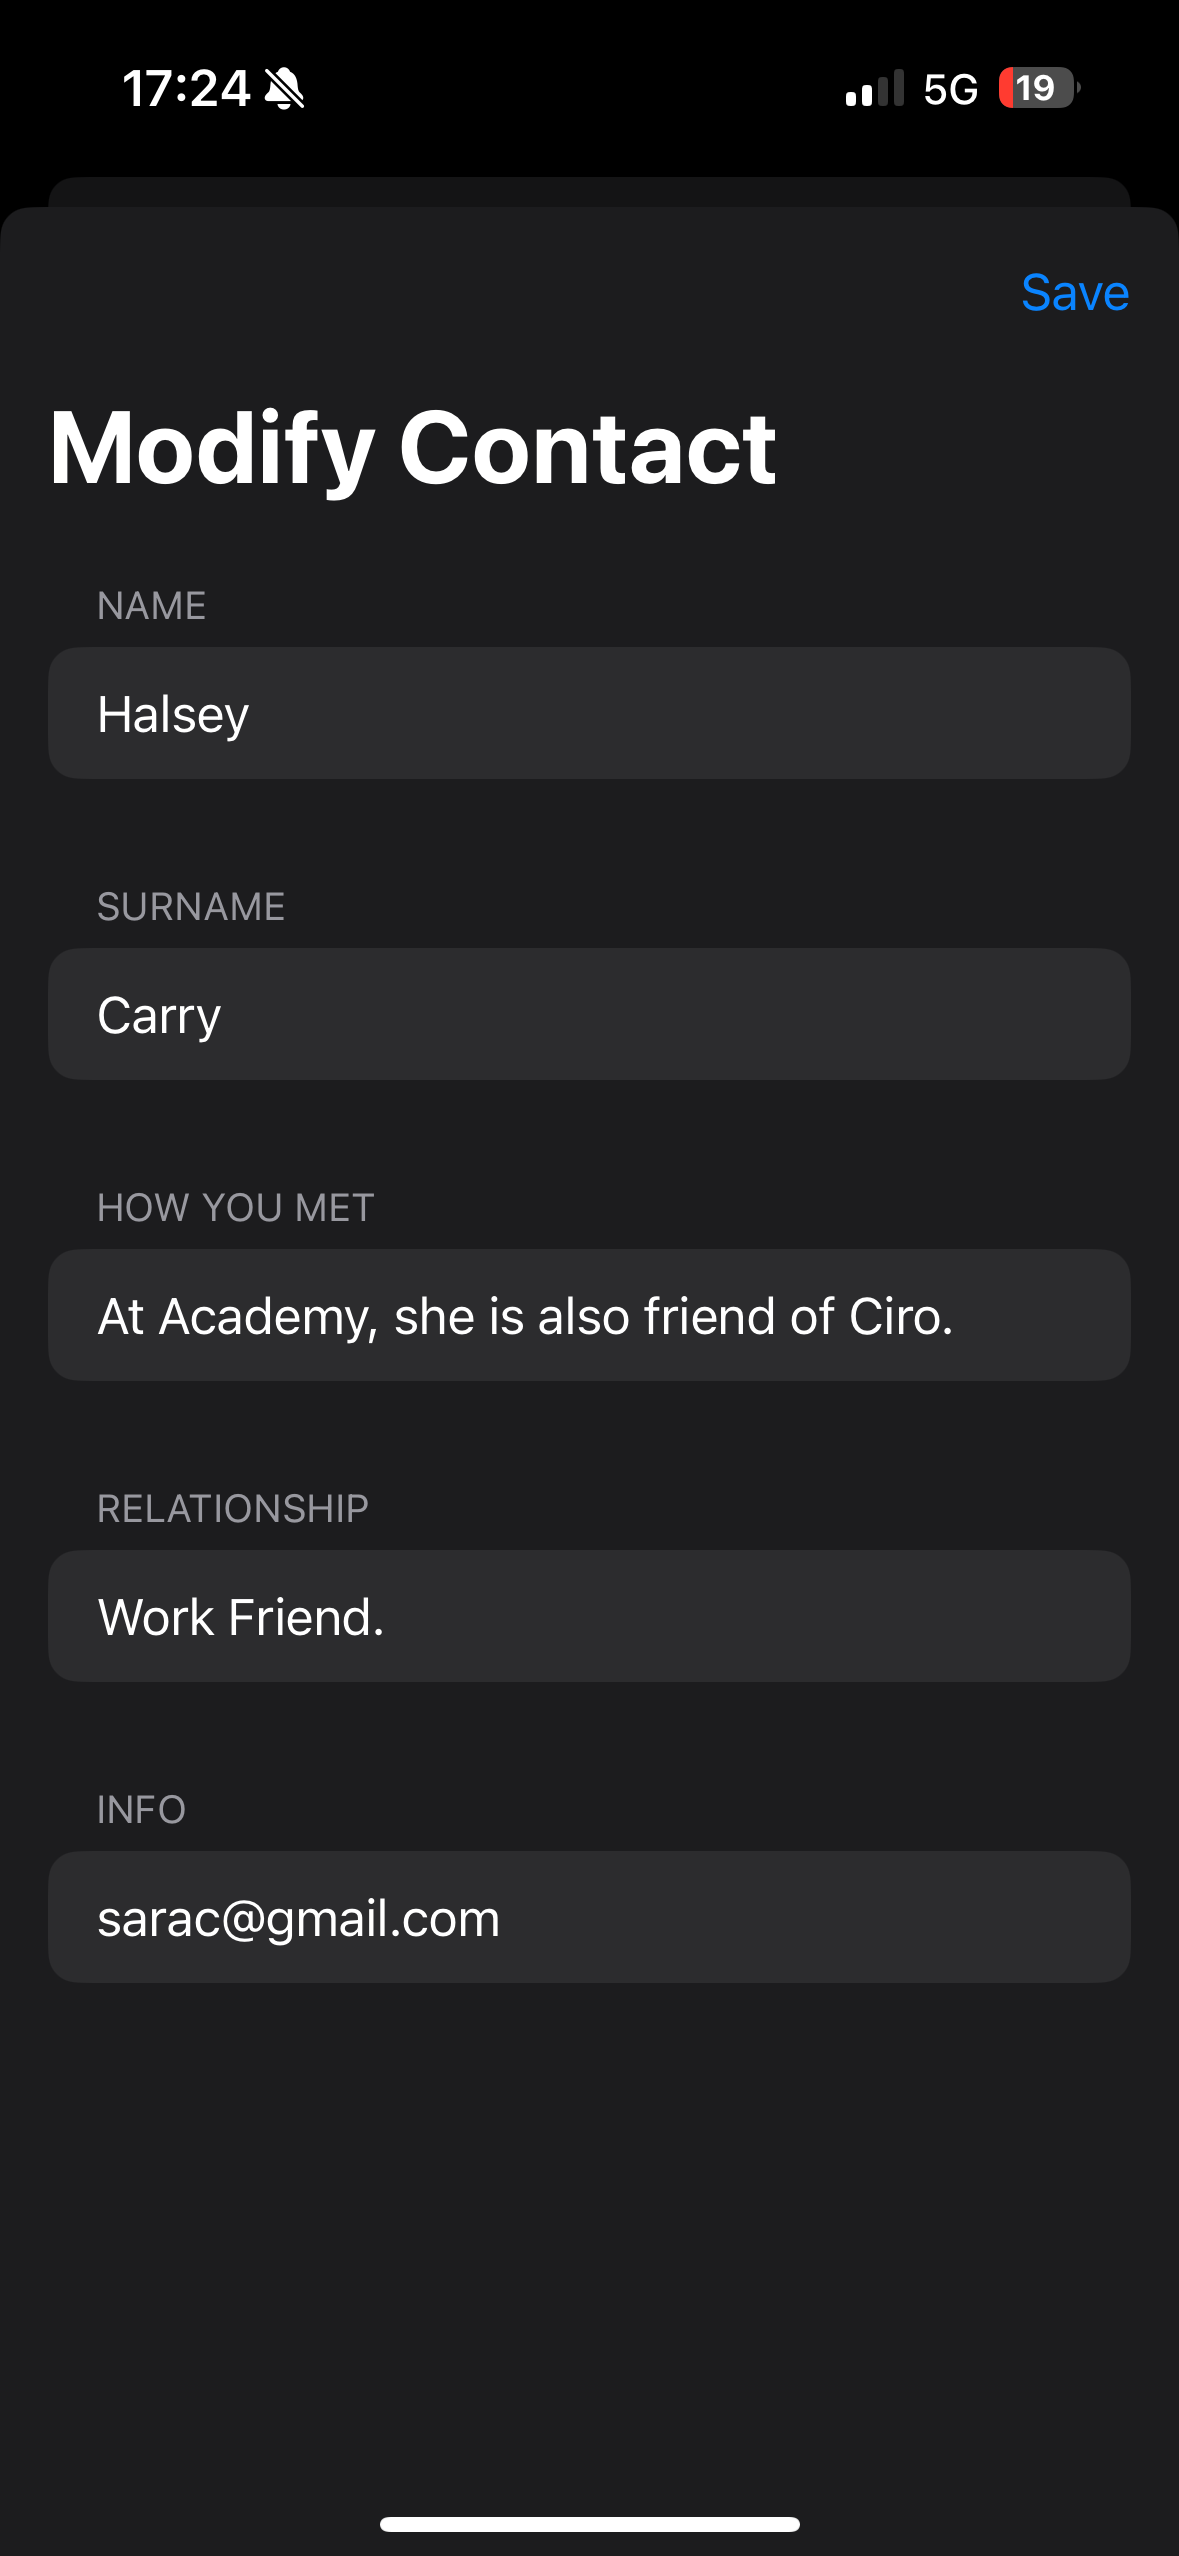 17:24 5G 19
Save
Modify Contact
NAME
Halsey
SURNAME
Carry
HOW YOU MET
At Academy, she is also friend of Ciro.
RELATIONSHIP
Work Friend.
INFO
sarac@gmail.com